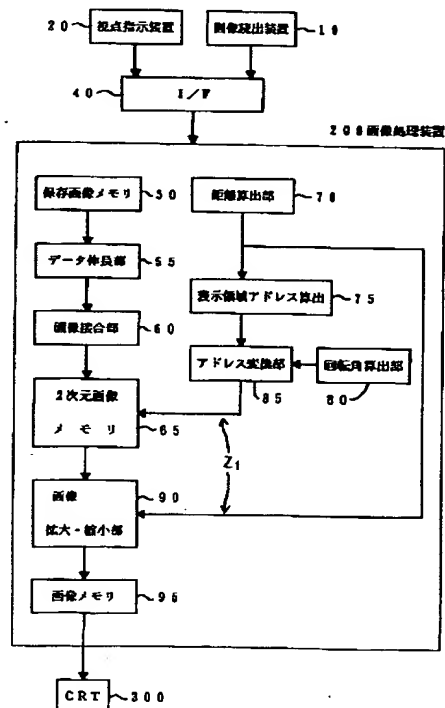 20 視点指示装置
画像読出装置 19
40 I/F
200 画像処理装置
保存画像メモリ 50
距離算出部 70
データ伸長部 55
表示領域アドレス算出 75
画像接合部 60
アドレス変換部 85
回転角算出部 80
2次元画像
メモリ 65
Z1
画像
拡大・縮小部 90
画像メモリ 95
CRT 300